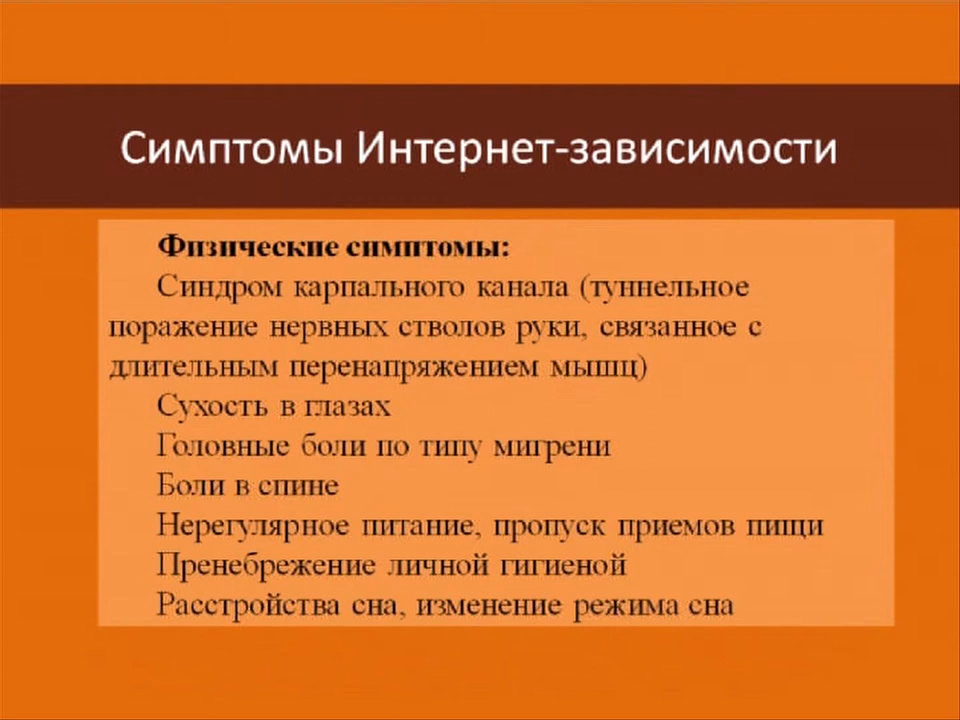 Симптомы Интернет-зависимости
Физические симптомы:
Синдром карпального канала (туннельное
поражение нервных стволов руки, связанное с
длительным перенапряжением мышц)
Сухость в глазах
Головные боли по типу мигрени
Боли в спине
Нерегулярное питание, пропуск приемов пищи
Пренебрежение личной гигиеной
Расстройства сна, изменение режима сна